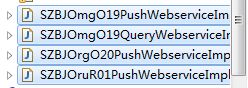 SZBJOmgO19PushWebserviceIm
SZBJOmgO19QueryWebserviceIm
SZBJOrgO20PushWebserviceImp
SZBJOruR01PushWebserviceImpl